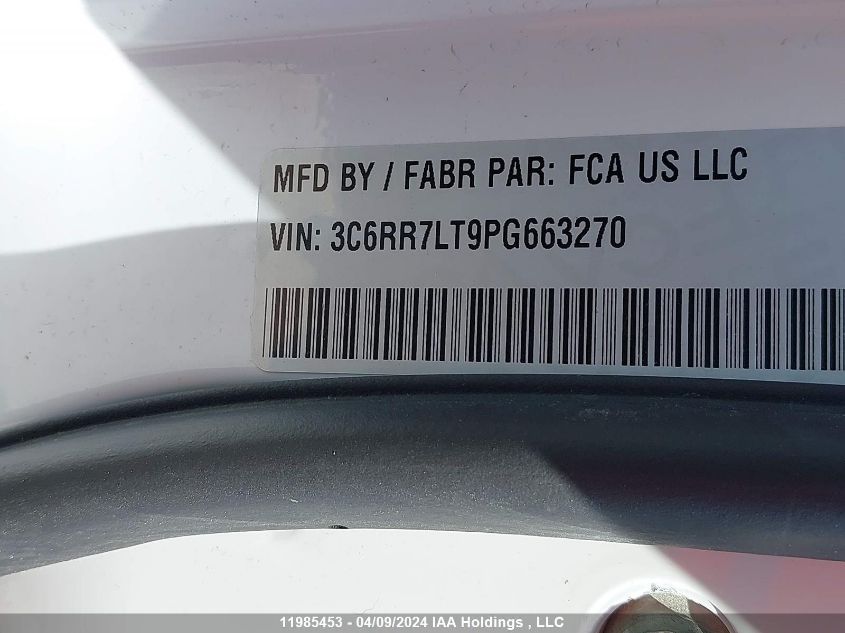 MFD BY / FABR PAR: FCA US LLC
VIN: 3C6RR7LT9PG663270
11985453 - 04/09/2024 IAA Holdings , LLC